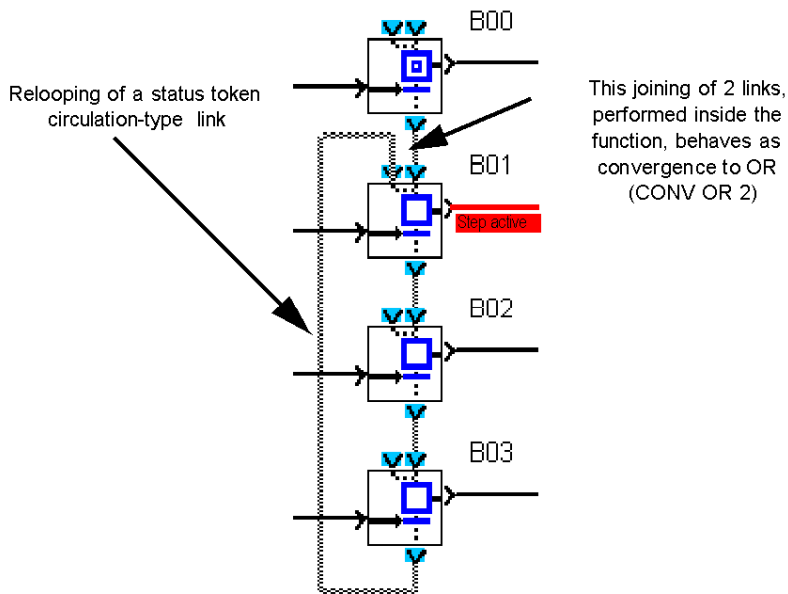 B00
Relooping of a status token
circulation-type link
This joining of 2 links,
performed inside the
function, behaves as
convergence to OR
(CONV OR 2)
B01
Step active
B02
B03